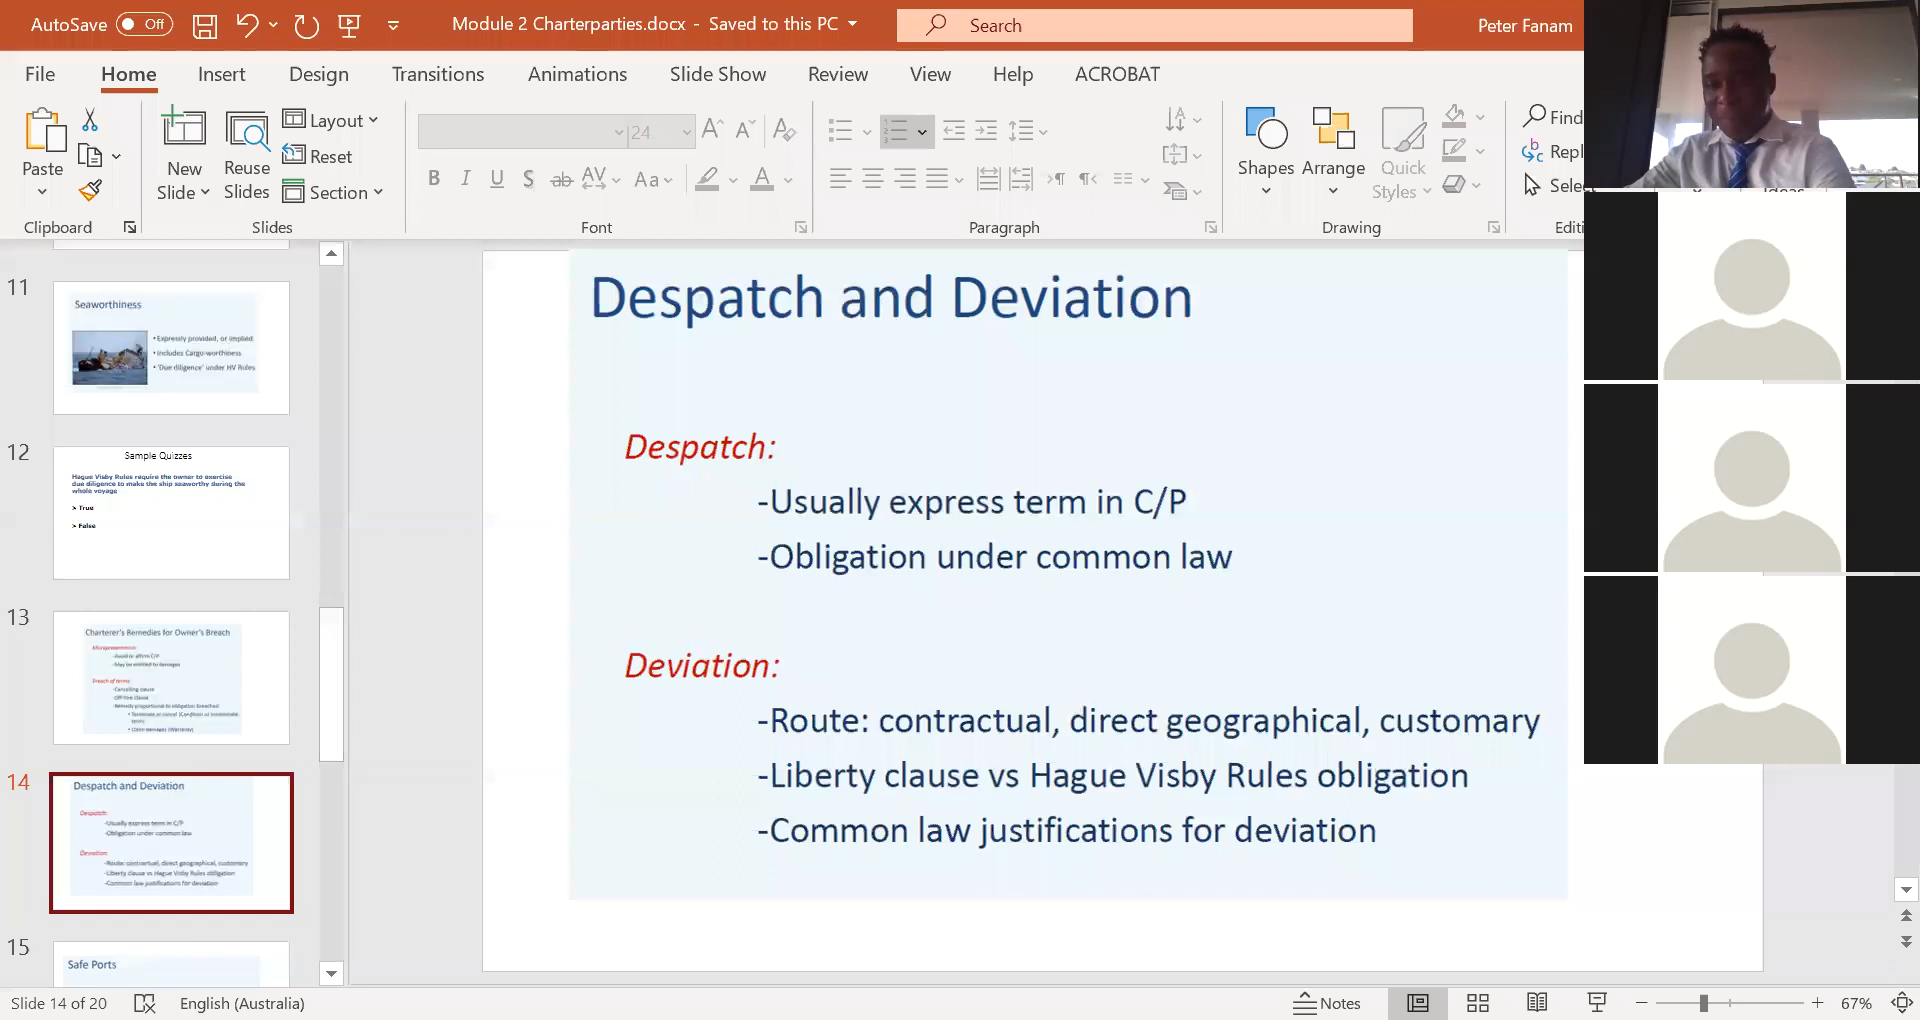 AutoSave Off Module 2 Charterparties.docx - Saved to this PC Search Peter Fanam
File Home Insert Design Transitions Animations Slide Show Review View Help ACROBAT
Paste
New Slide
Reuse Slides
Layout
Reset
Section
24
Shapes
Arrange
Quick Styles
Find
Repl
Selec
Clipboard Slides Font Paragraph Drawing Editi
11
Seaworthiness
• Expressly provided, or implied
• Includes Cargo-worthiness
• 'Due diligence' under HV Rules
12
Sample Quizzes
Hague Visby Rules require the owner to exercise
due diligence to make the ship seaworthy during the
whole voyage
> True
> False
13
Charterer's Remedies for Owner's Breach
Misrepresentation:
-Avoid or affirm C/P
-May be entitled to damages
Breach of terms:
-Cancelling clause
-Off hire clause
-Remedy proportional to obligation breached
• Terminate or cancel (Condition or Innominate
term)
• Claim damages (Warranty)
14
Despatch and Deviation
Despatch:
-Usually express term in C/P
-Obligation under common law
Deviation:
-Route: contractual, direct geographical, customary
-Liberty clause vs Hague Visby Rules obligation
-Common law justifications for deviation
15
Safe Ports
Despatch and Deviation
Despatch:
-Usually express term in C/P
-Obligation under common law
Deviation:
-Route: contractual, direct geographical, customary
-Liberty clause vs Hague Visby Rules obligation
-Common law justifications for deviation
Slide 14 of 20 English (Australia) Notes 67%